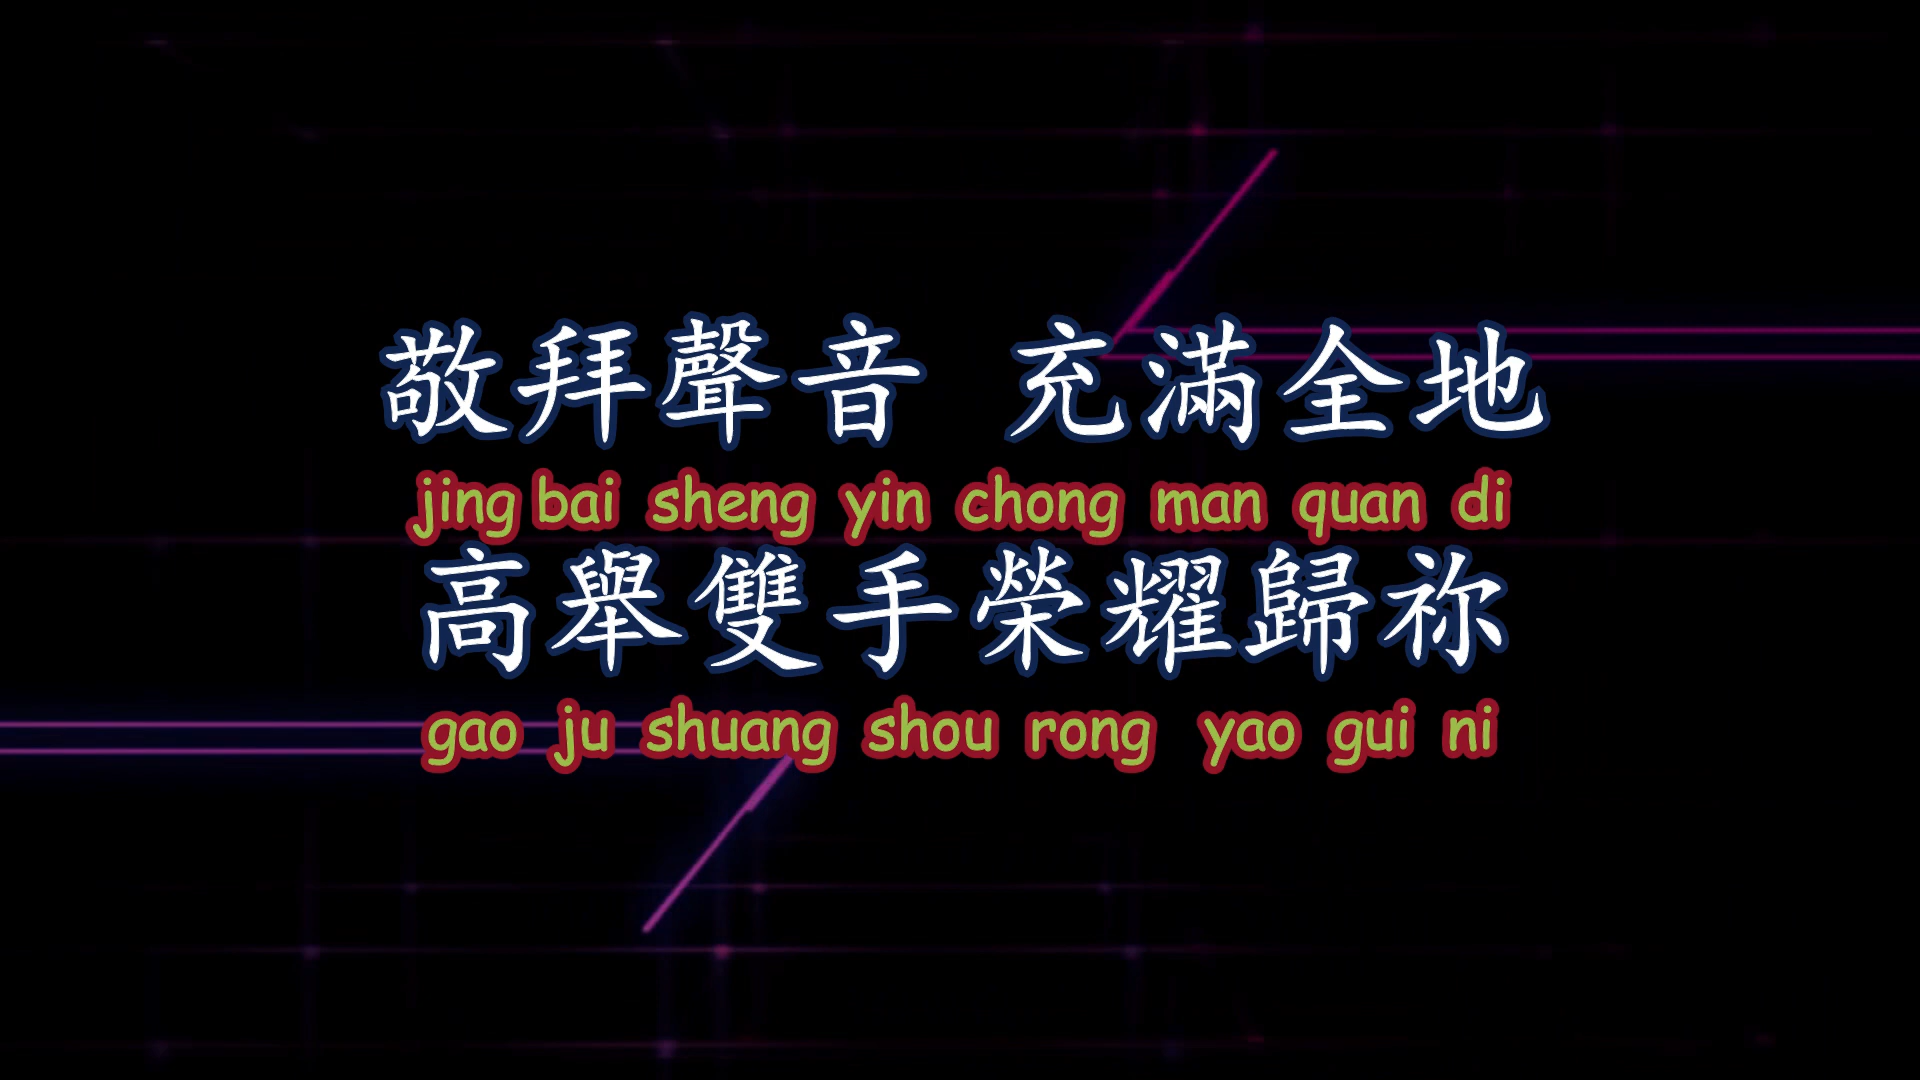 敬拜聲音 充滿全地
jing bai sheng yin chong man quan di
高舉雙手榮耀歸祢
gao ju shuang shou rong yao gui ni